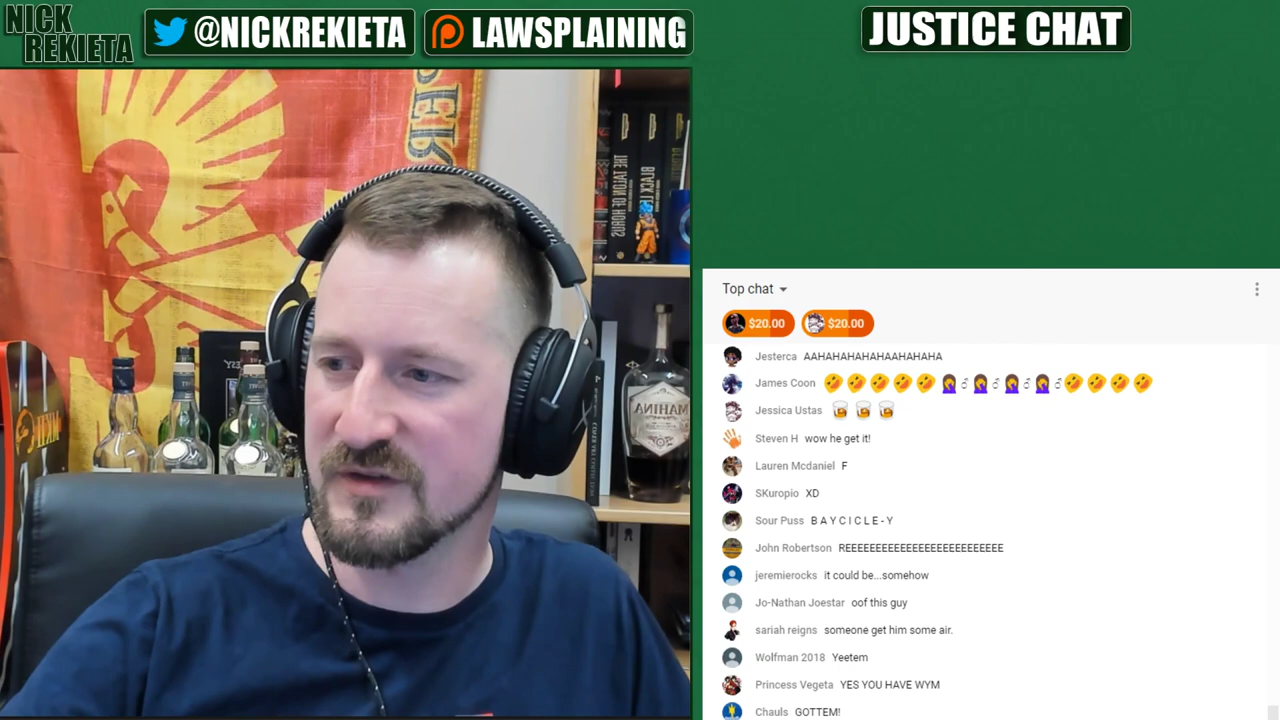 NICK
REKIETA
@NICKREKIETA
LAWSPLAINING
JUSTICE CHAT
MAHINA
Top chat
$20.00
$20.00
Jesterca AAHAHAHAHAHAAHAHAHA
James Coon 🤣🤣🤣🤣🤣🤦🏾‍♀♂🤦🏾‍♀♂🤦🏾‍♀♂🤦🏾‍♀♂🤣🤣🤣🤣
Jessica Ustas 🥃🥃🥃
Steven H wow he get it!
Lauren Mcdaniel F
SKuropio XD
Sour Puss B A Y C I C L E - Y
John Robertson REEEEEEEEEEEEEEEEEEEEEEEEEE
jeremierocks it could be...somehow
Jo-Nathan Joestar oof this guy
sariah reigns someone get him some air.
Wolfman 2018 Yeetem
Princess Vegeta YES YOU HAVE WYM
Chauls GOTTEM!